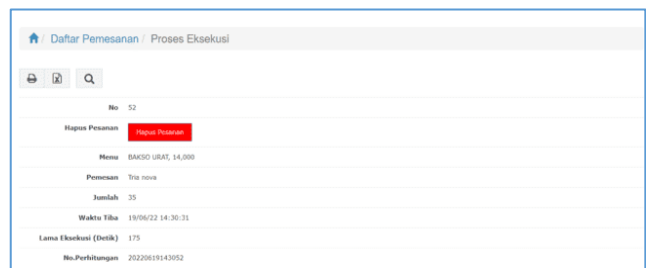 / Daftar Pemesanan / Proses Eksekusi
No 52
Hapus Pesanan Hapus Pesanan
Menu BAKSO URAT, 14,000
Pemesan Tria nova
Jumlah 35
Waktu Tiba 19/06/22 14:30:31
Lama Eksekusi (Detik) 175
No.Perhitungan 20220619143052